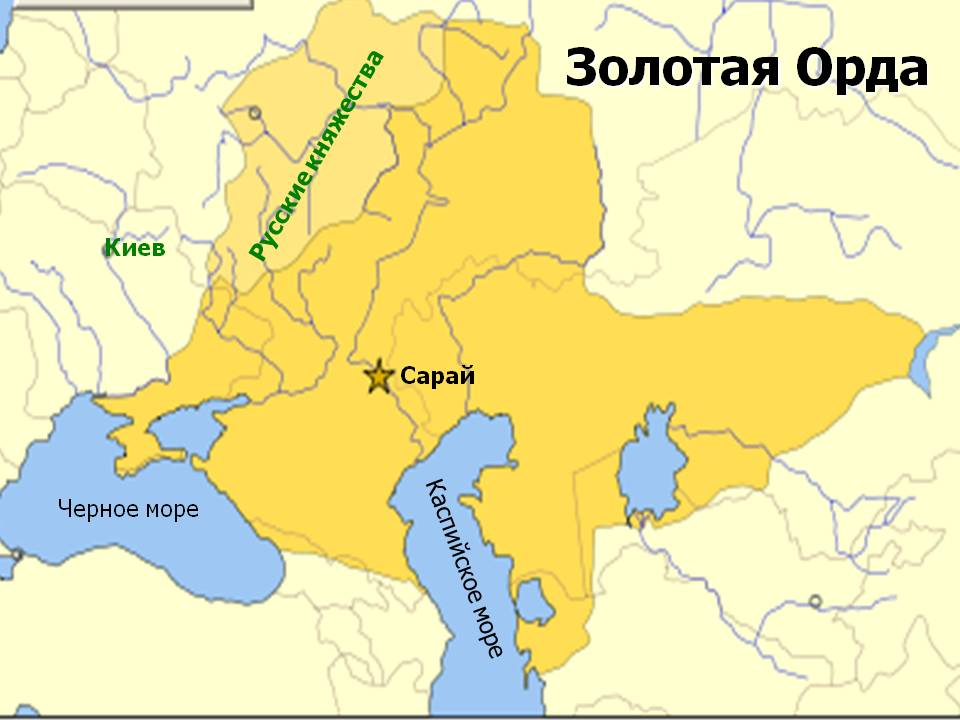 Золотая Орда
Русские княжества
Киев
Сарай
Черное море
Каспийское море